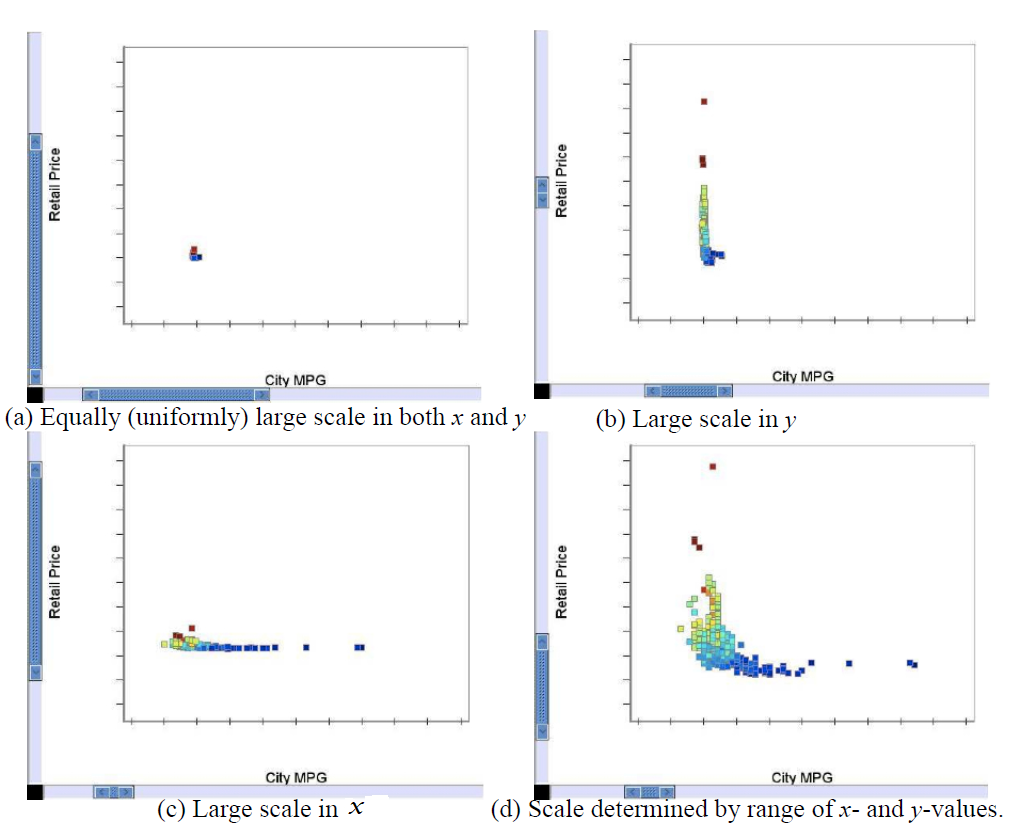 Retail Price
City MPG
(a) Equally (uniformly) large scale in both x and y
Retail Price
City MPG
(b) Large scale in y
Retail Price
City MPG
(c) Large scale in x
Retail Price
City MPG
(d) Scale determined by range of x- and y-values.